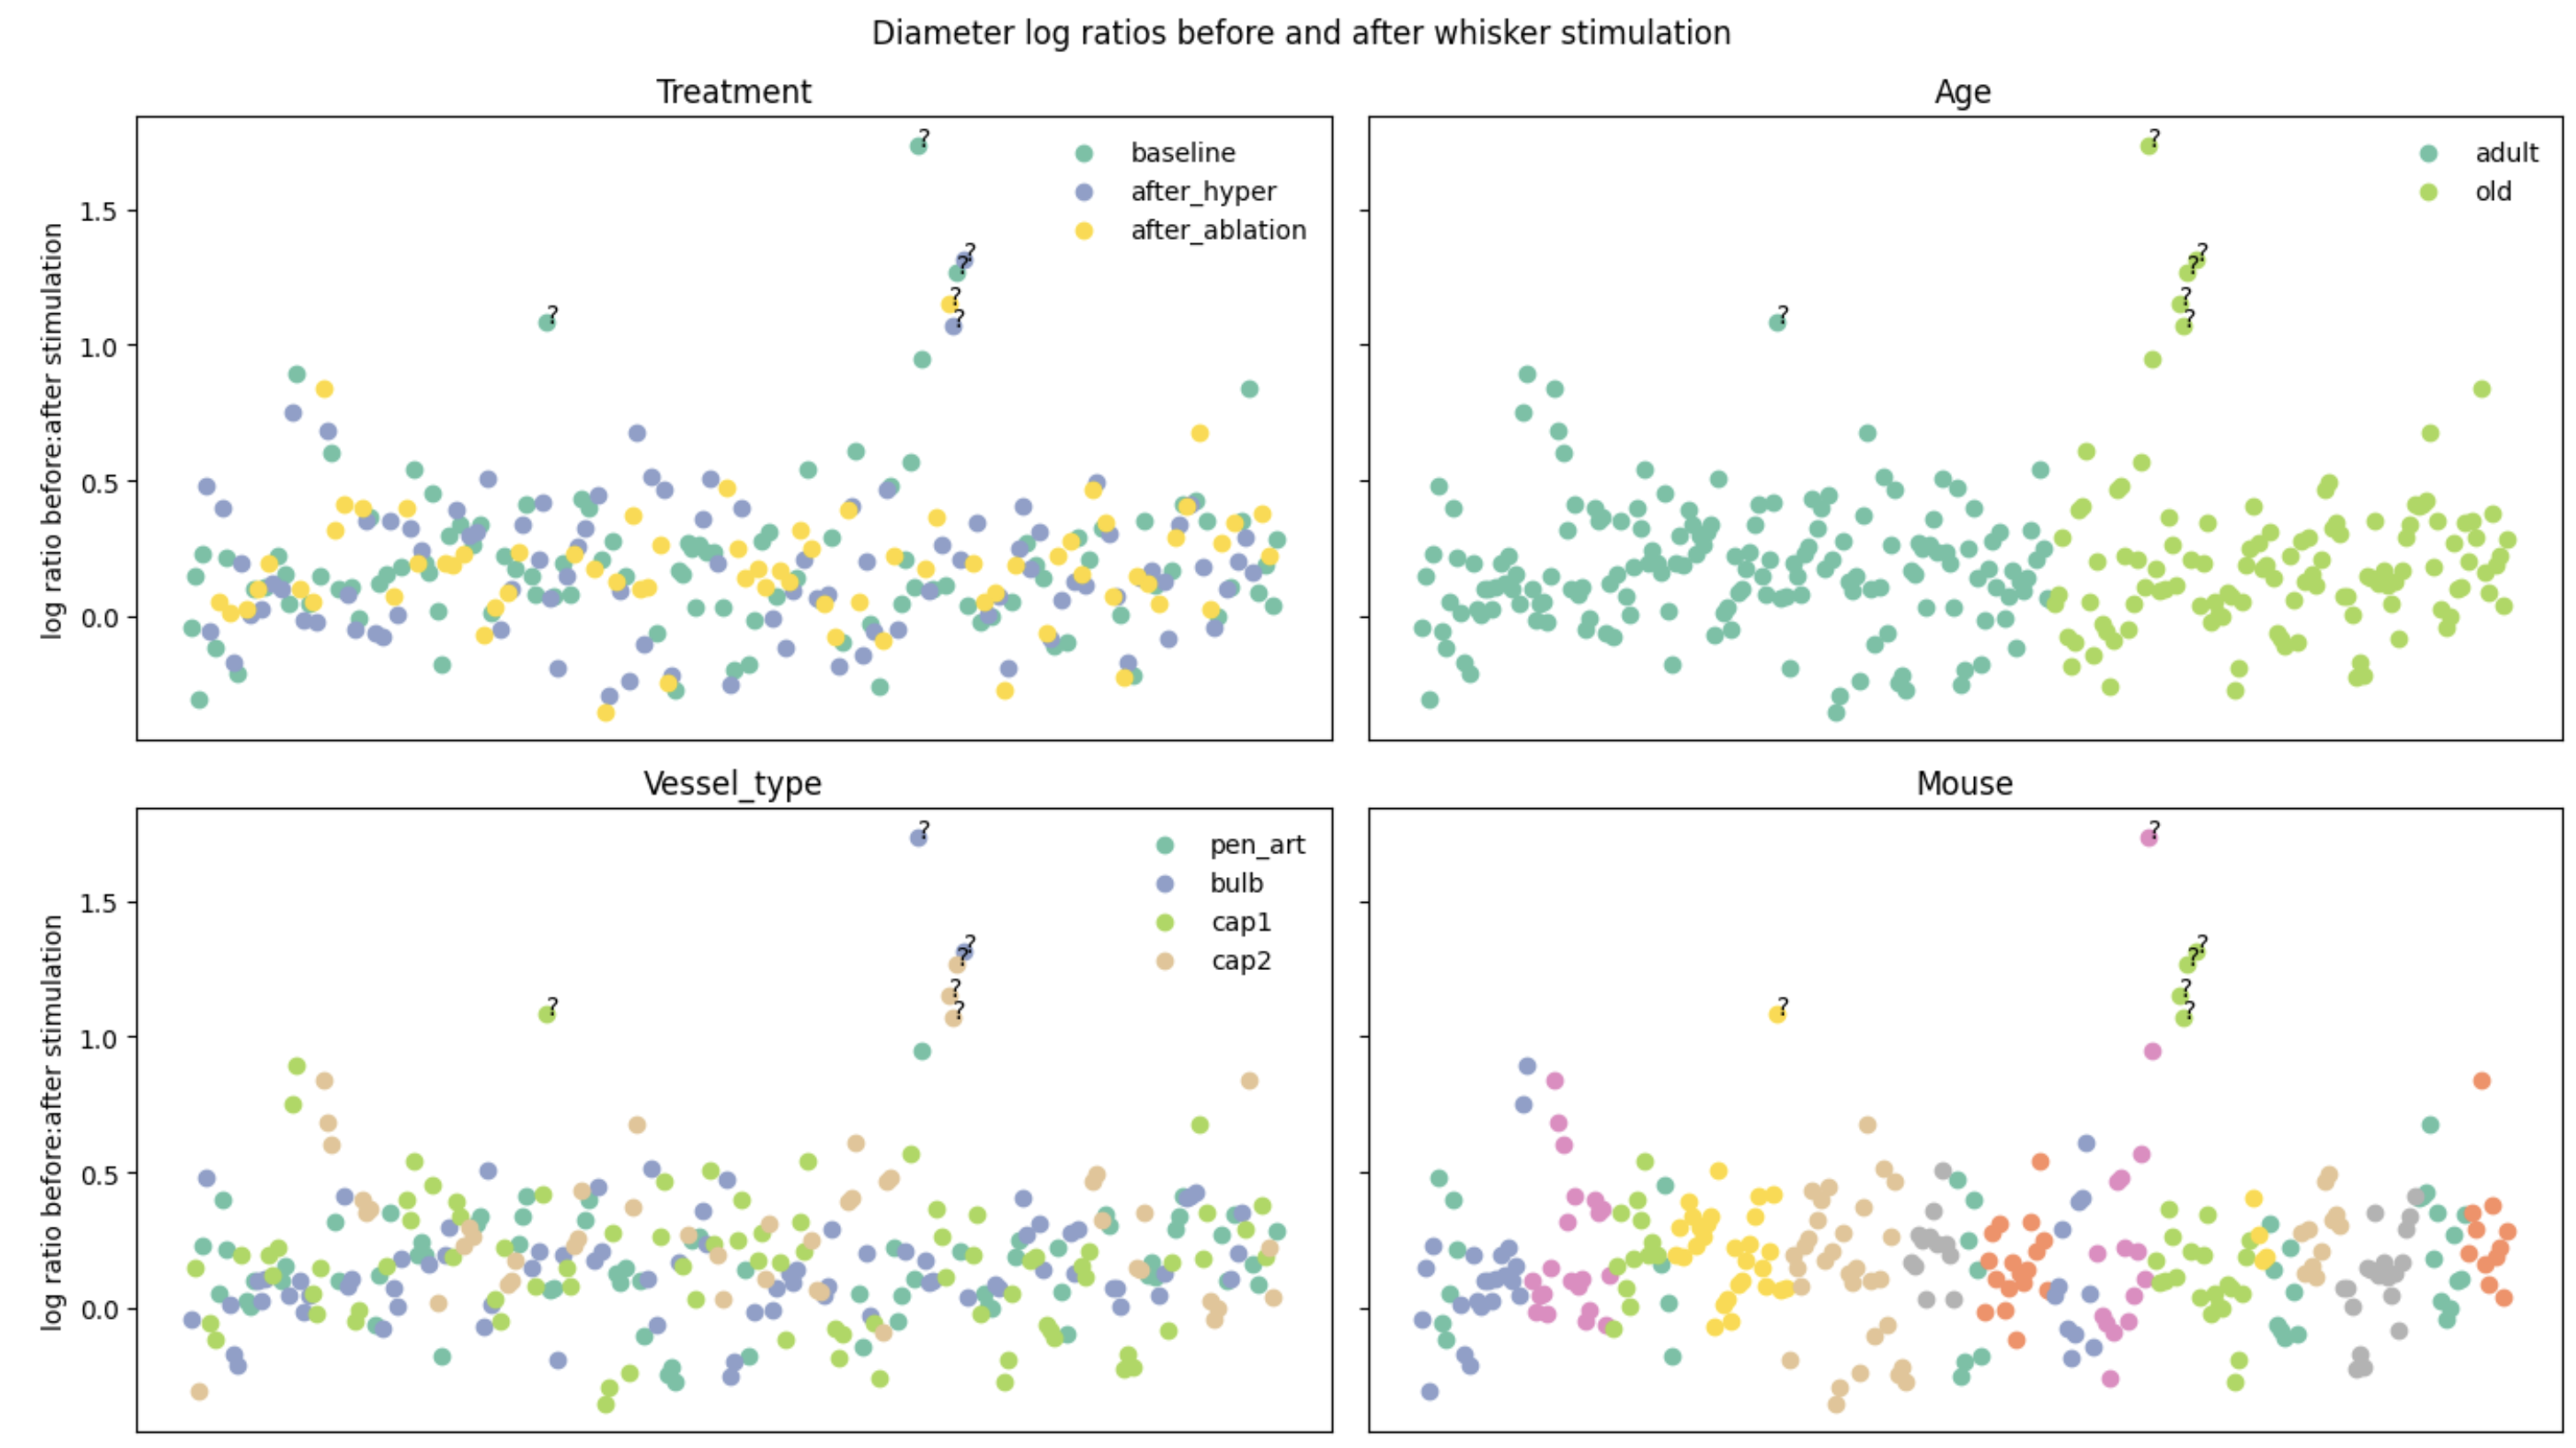 Diameter log ratios before and after whisker stimulation
Treatment
log ratio before:after stimulation
1.5
1.0
0.5
0.0
baseline
after_hyper
after_ablation
?
?
?
?
?
?
Age
adult
old
?
?
?
?
?
?
Vessel_type
log ratio before:after stimulation
1.5
1.0
0.5
0.0
pen_art
bulb
cap1
cap2
?
?
?
?
?
?
Mouse
?
?
?
?
?
?